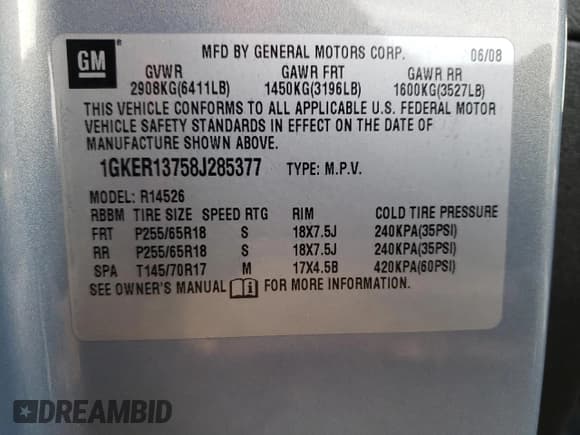 GM
MFD BY GENERAL MOTORS CORP. 06/08
GVWR GAWR FRT GAWR RR
2908KG(6411LB) 1450KG(3196LB) 1600KG(3527LB)
THIS VEHICLE CONFORMS TO ALL APPLICABLE U.S. FEDERAL MOTOR
VEHICLE SAFETY STANDARDS IN EFFECT ON THE DATE OF
MANUFACTURE SHOWN ABOVE.
1GKER13758J285377 TYPE: M.P.V.
MODEL: R14526
RBBM TIRE SIZE SPEED RTG RIM COLD TIRE PRESSURE
FRT P255/65R18 S 18X7.5J 240KPA(35PSI)
RR P255/65R18 S 18X7.5J 240KPA(35PSI)
SPA T145/70R17 M 17X4.5B 420KPA(60PSI)
SEE OWNER'S MANUAL i FOR MORE INFORMATION.
DREAMBID